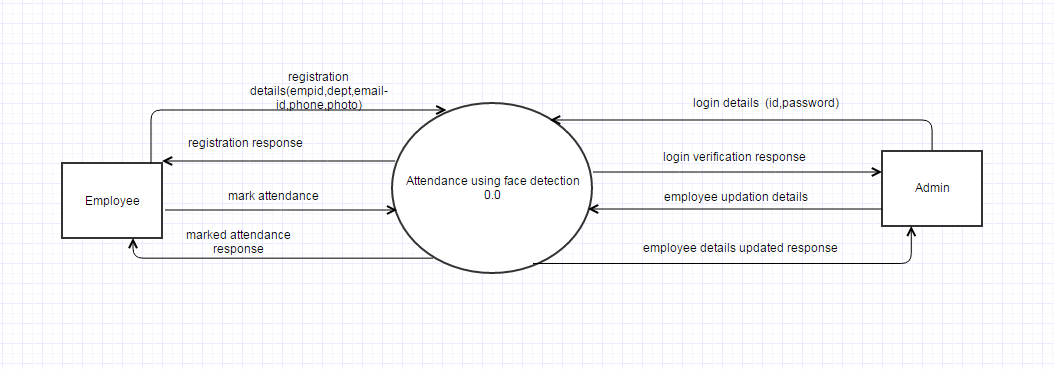 registration
details(empid,dept,email-
id,phone,photo)
login details  (id,password)
registration response
login verification response
Employee
Attendance using face detection
0.0
Admin
mark attendance
employee updation details
marked attendance
response
employee details updated response